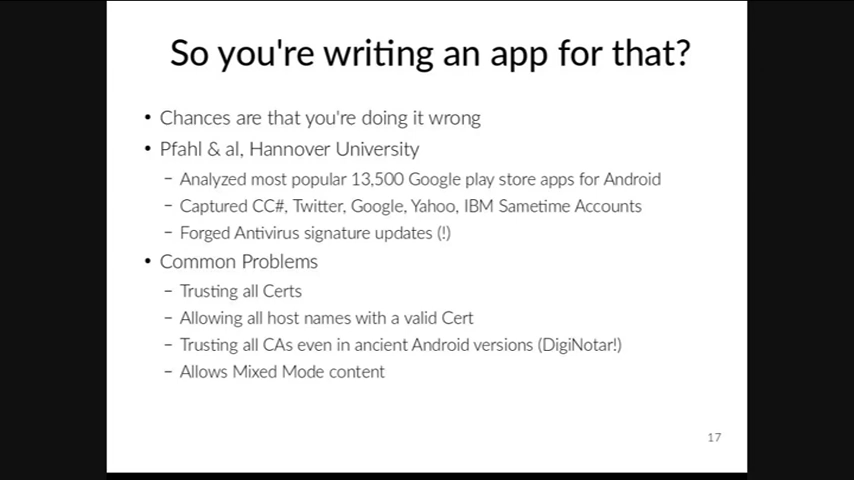 So you're writing an app for that?
• Chances are that you're doing it wrong
• Pfahl & al, Hannover University
– Analyzed most popular 13,500 Google play store apps for Android
– Captured CC#, Twitter, Google, Yahoo, IBM Sametime Accounts
– Forged Antivirus signature updates (!)
• Common Problems
– Trusting all Certs
– Allowing all host names with a valid Cert
– Trusting all CAs even in ancient Android versions (DigiNotar!)
– Allows Mixed Mode content
17